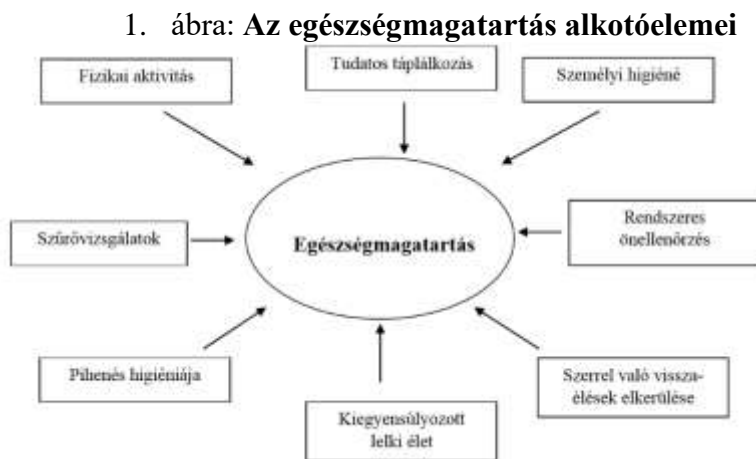 1. ábra: Az egészségmagatartás alkotóelemei
Fizikai aktivitás
Tudatos táplálkozás
Személyi higiéné
Szűrővizsgálatok
Egészségmagatartás
Rendszeres
önellenőrzés
Pihenés higiéniája
Kiegyensúlyozott
lelki élet
Szerrel való vissza-
élések elkerülése